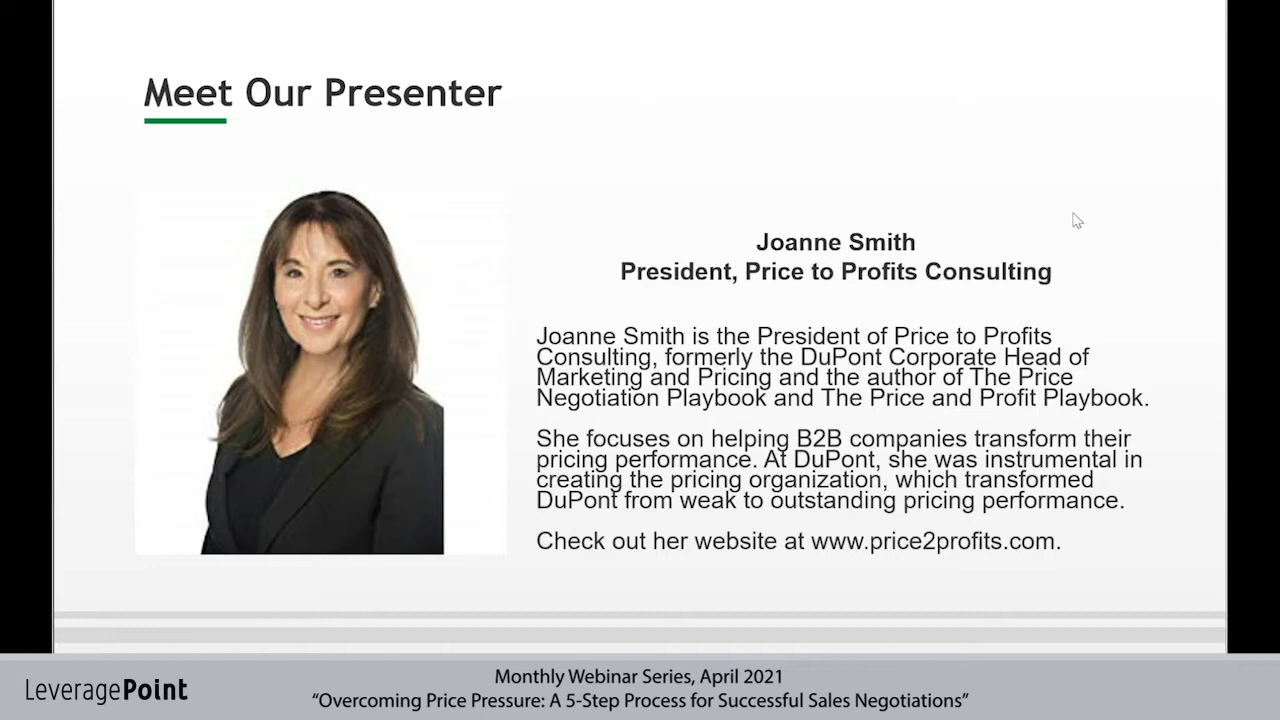 Meet Our Presenter
Joanne Smith
President, Price to Profits Consulting
Joanne Smith is the President of Price to Profits
Consulting, formerly the DuPont Corporate Head of
Marketing and Pricing and the author of The Price
Negotiation Playbook and The Price and Profit Playbook.
She focuses on helping B2B companies transform their
pricing performance. At DuPont, she was instrumental in
creating the pricing organization, which transformed
DuPont from weak to outstanding pricing performance.
Check out her website at www.price2profits.com.
LeveragePoint
Monthly Webinar Series, April 2021
“Overcoming Price Pressure: A 5-Step Process for Successful Sales Negotiations”